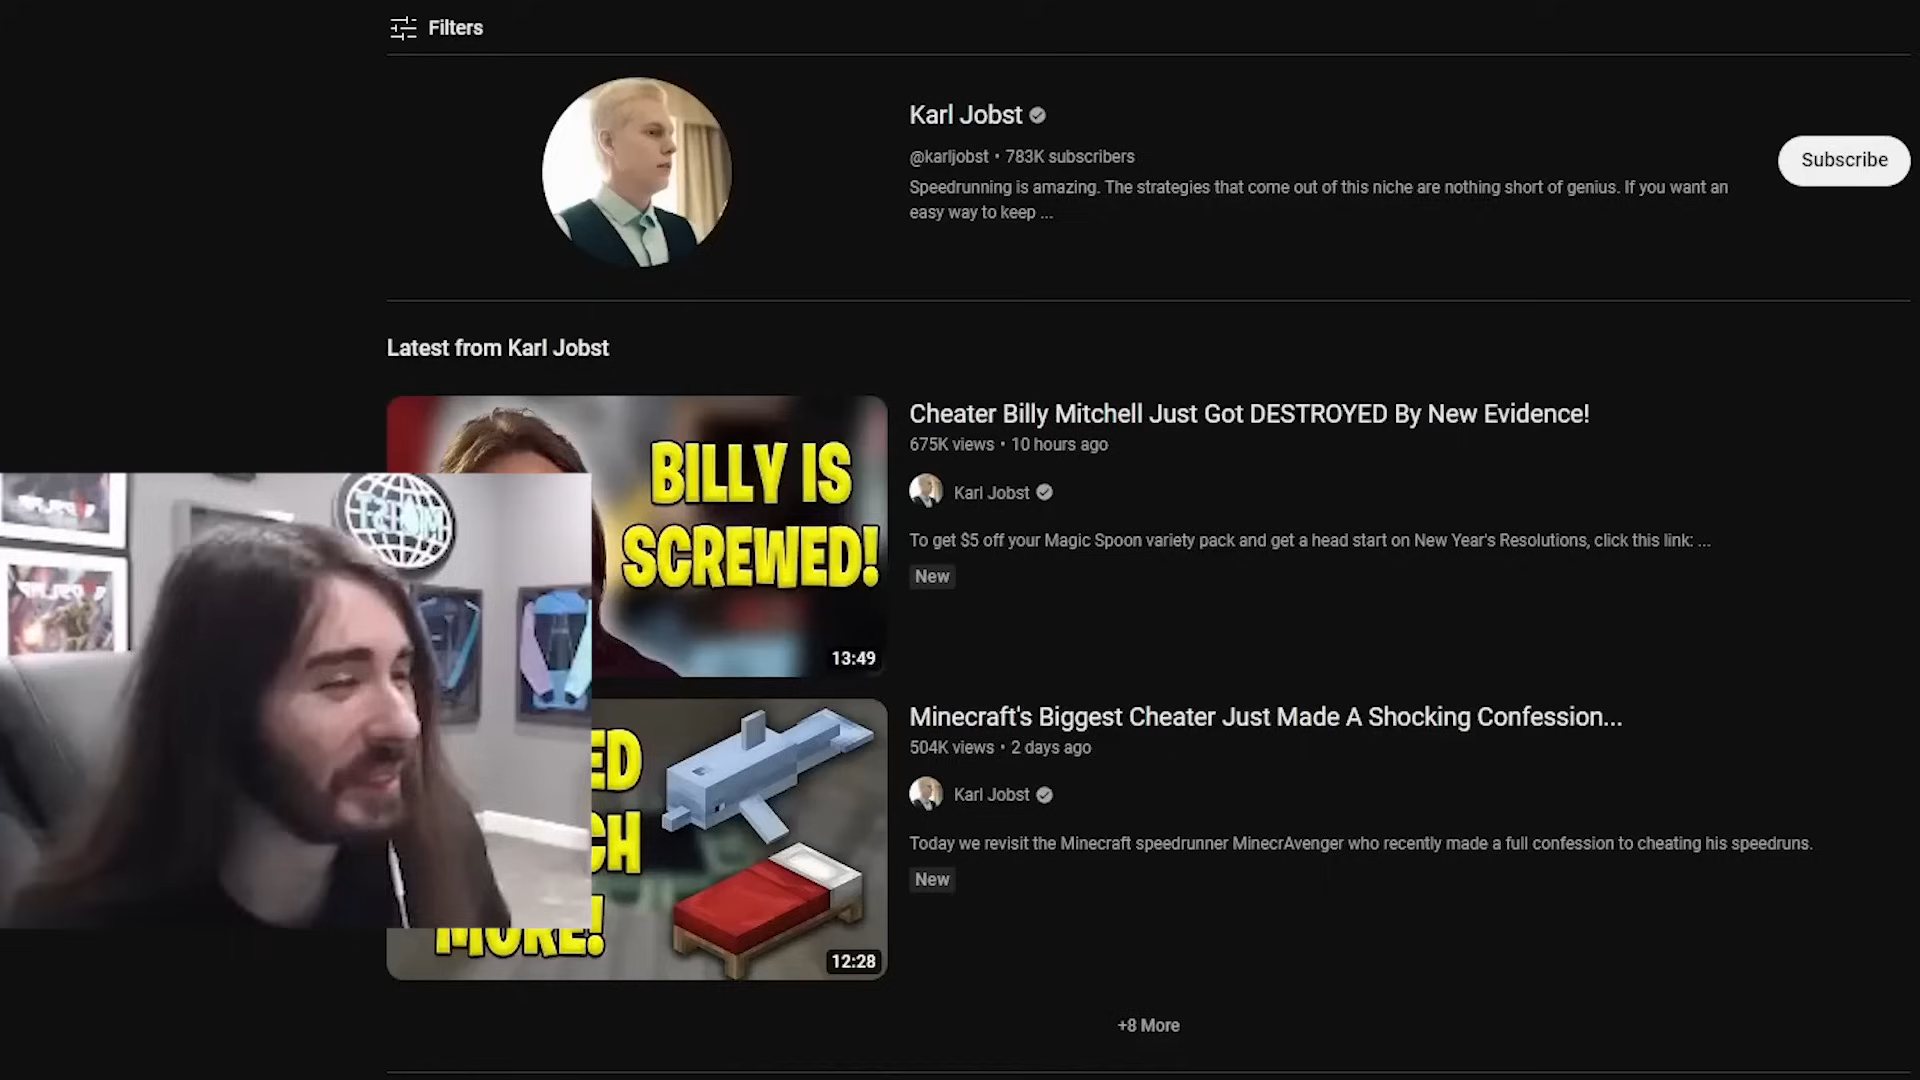 Filters
Karl Jobst
@karljobst • 783K subscribers
Subscribe
Speedrunning is amazing. The strategies that come out of this niche are nothing short of genius. If you want an
easy way to keep ...
Latest from Karl Jobst
BILLY IS
SCREWED!
13:49
Cheater Billy Mitchell Just Got DESTROYED By New Evidence!
675K views • 10 hours ago
Karl Jobst
To get $5 off your Magic Spoon variety pack and get a head start on New Year's Resolutions, click this link: ...
New
MOIST
ED
CH
MORE!
12:28
Minecraft's Biggest Cheater Just Made A Shocking Confession...
504K views • 2 days ago
Karl Jobst
Today we revisit the Minecraft speedrunner MinecrAvenger who recently made a full confession to cheating his speedruns.
New
+8 More